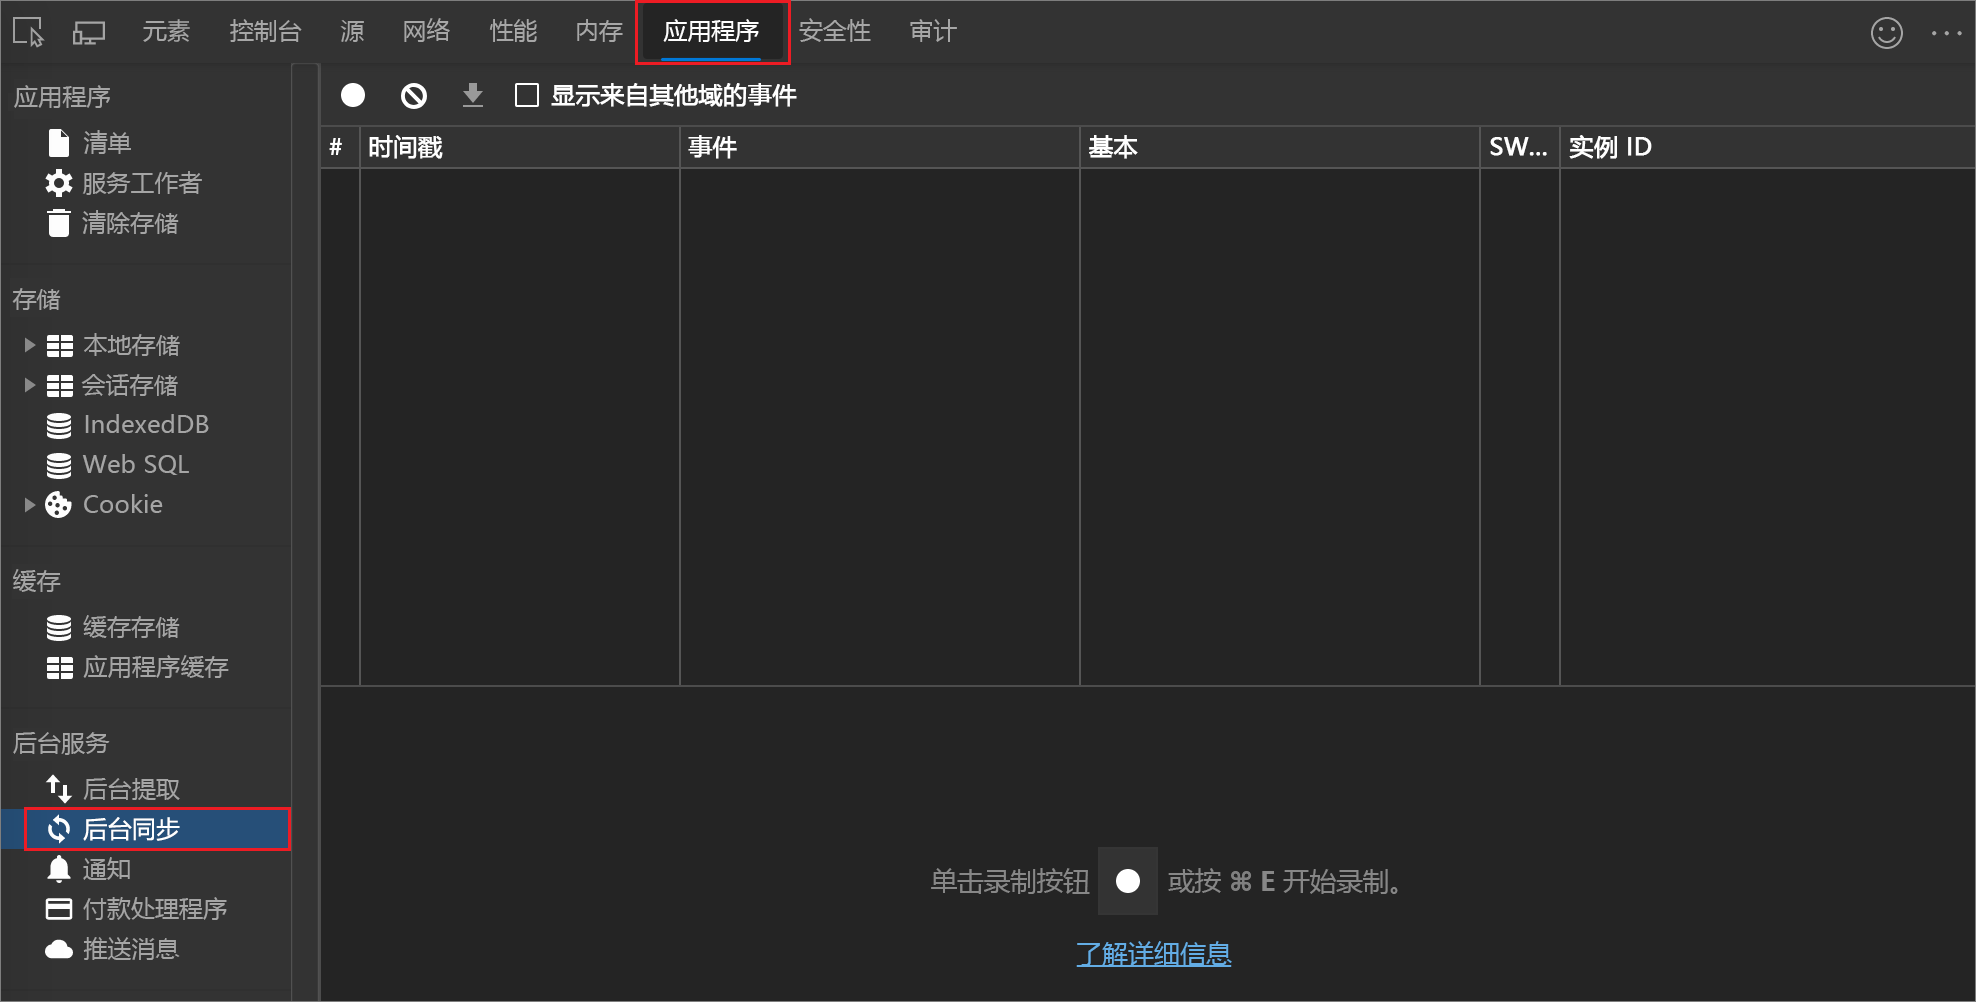 元素 控制台 源 网络 性能 内存 应用程序 安全性 审计
应用程序
清单
服务工作者
清除存储
存储
本地存储
会话存储
IndexedDB
Web SQL
Cookie
缓存
缓存存储
应用程序缓存
后台服务
后台提取
后台同步
通知
付款处理程序
推送消息
显示来自其他域的事件
# 时间戳 事件 基本 SW... 实例 ID
单击录制按钮 或按 ⌘ E 开始录制。
了解详细信息